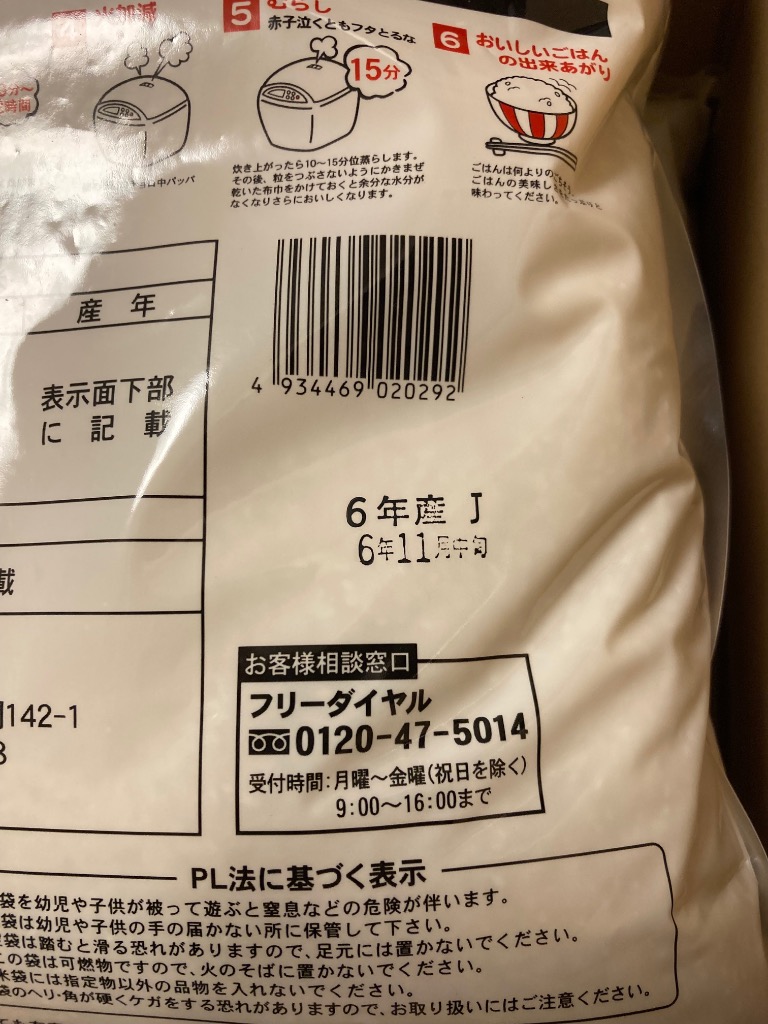 5 むらし
赤子泣くともフタとるな
15分
炊き上がったら10〜15分位蒸らします。
その後、粒をつぶさないようにかきまぜ
乾いた布巾をかけておくと余分な水分が
なくなりさらにおいしくなります。
6 おいしいごはん
の出来あがり
ごはんは何よりの
ごはんの美味し
味わってください。
中パッパ
産年
表示面下部
に記載
載
142-1
4 934469 020292
6年産 J
6年11月中旬
お客様相談窓口
フリーダイヤル
0120-47-5014
受付時間:月曜〜金曜(祝日を除く)
9:00〜16:00まで
PL法に基づく表示
袋を幼児や子供が被って遊ぶと窒息などの危険が伴います。
袋は幼児や子供の手の届かない所に保管して下さい。
袋は踏むと滑る恐れがありますので、足元には置かないでください。
の袋は可燃物ですので、火のそばに置かないでください。
米袋には指定物以外の品物を入れないでください。
袋のヘリ・角が硬くケガをする恐れがありますので、お取り扱いにはご注意ください。